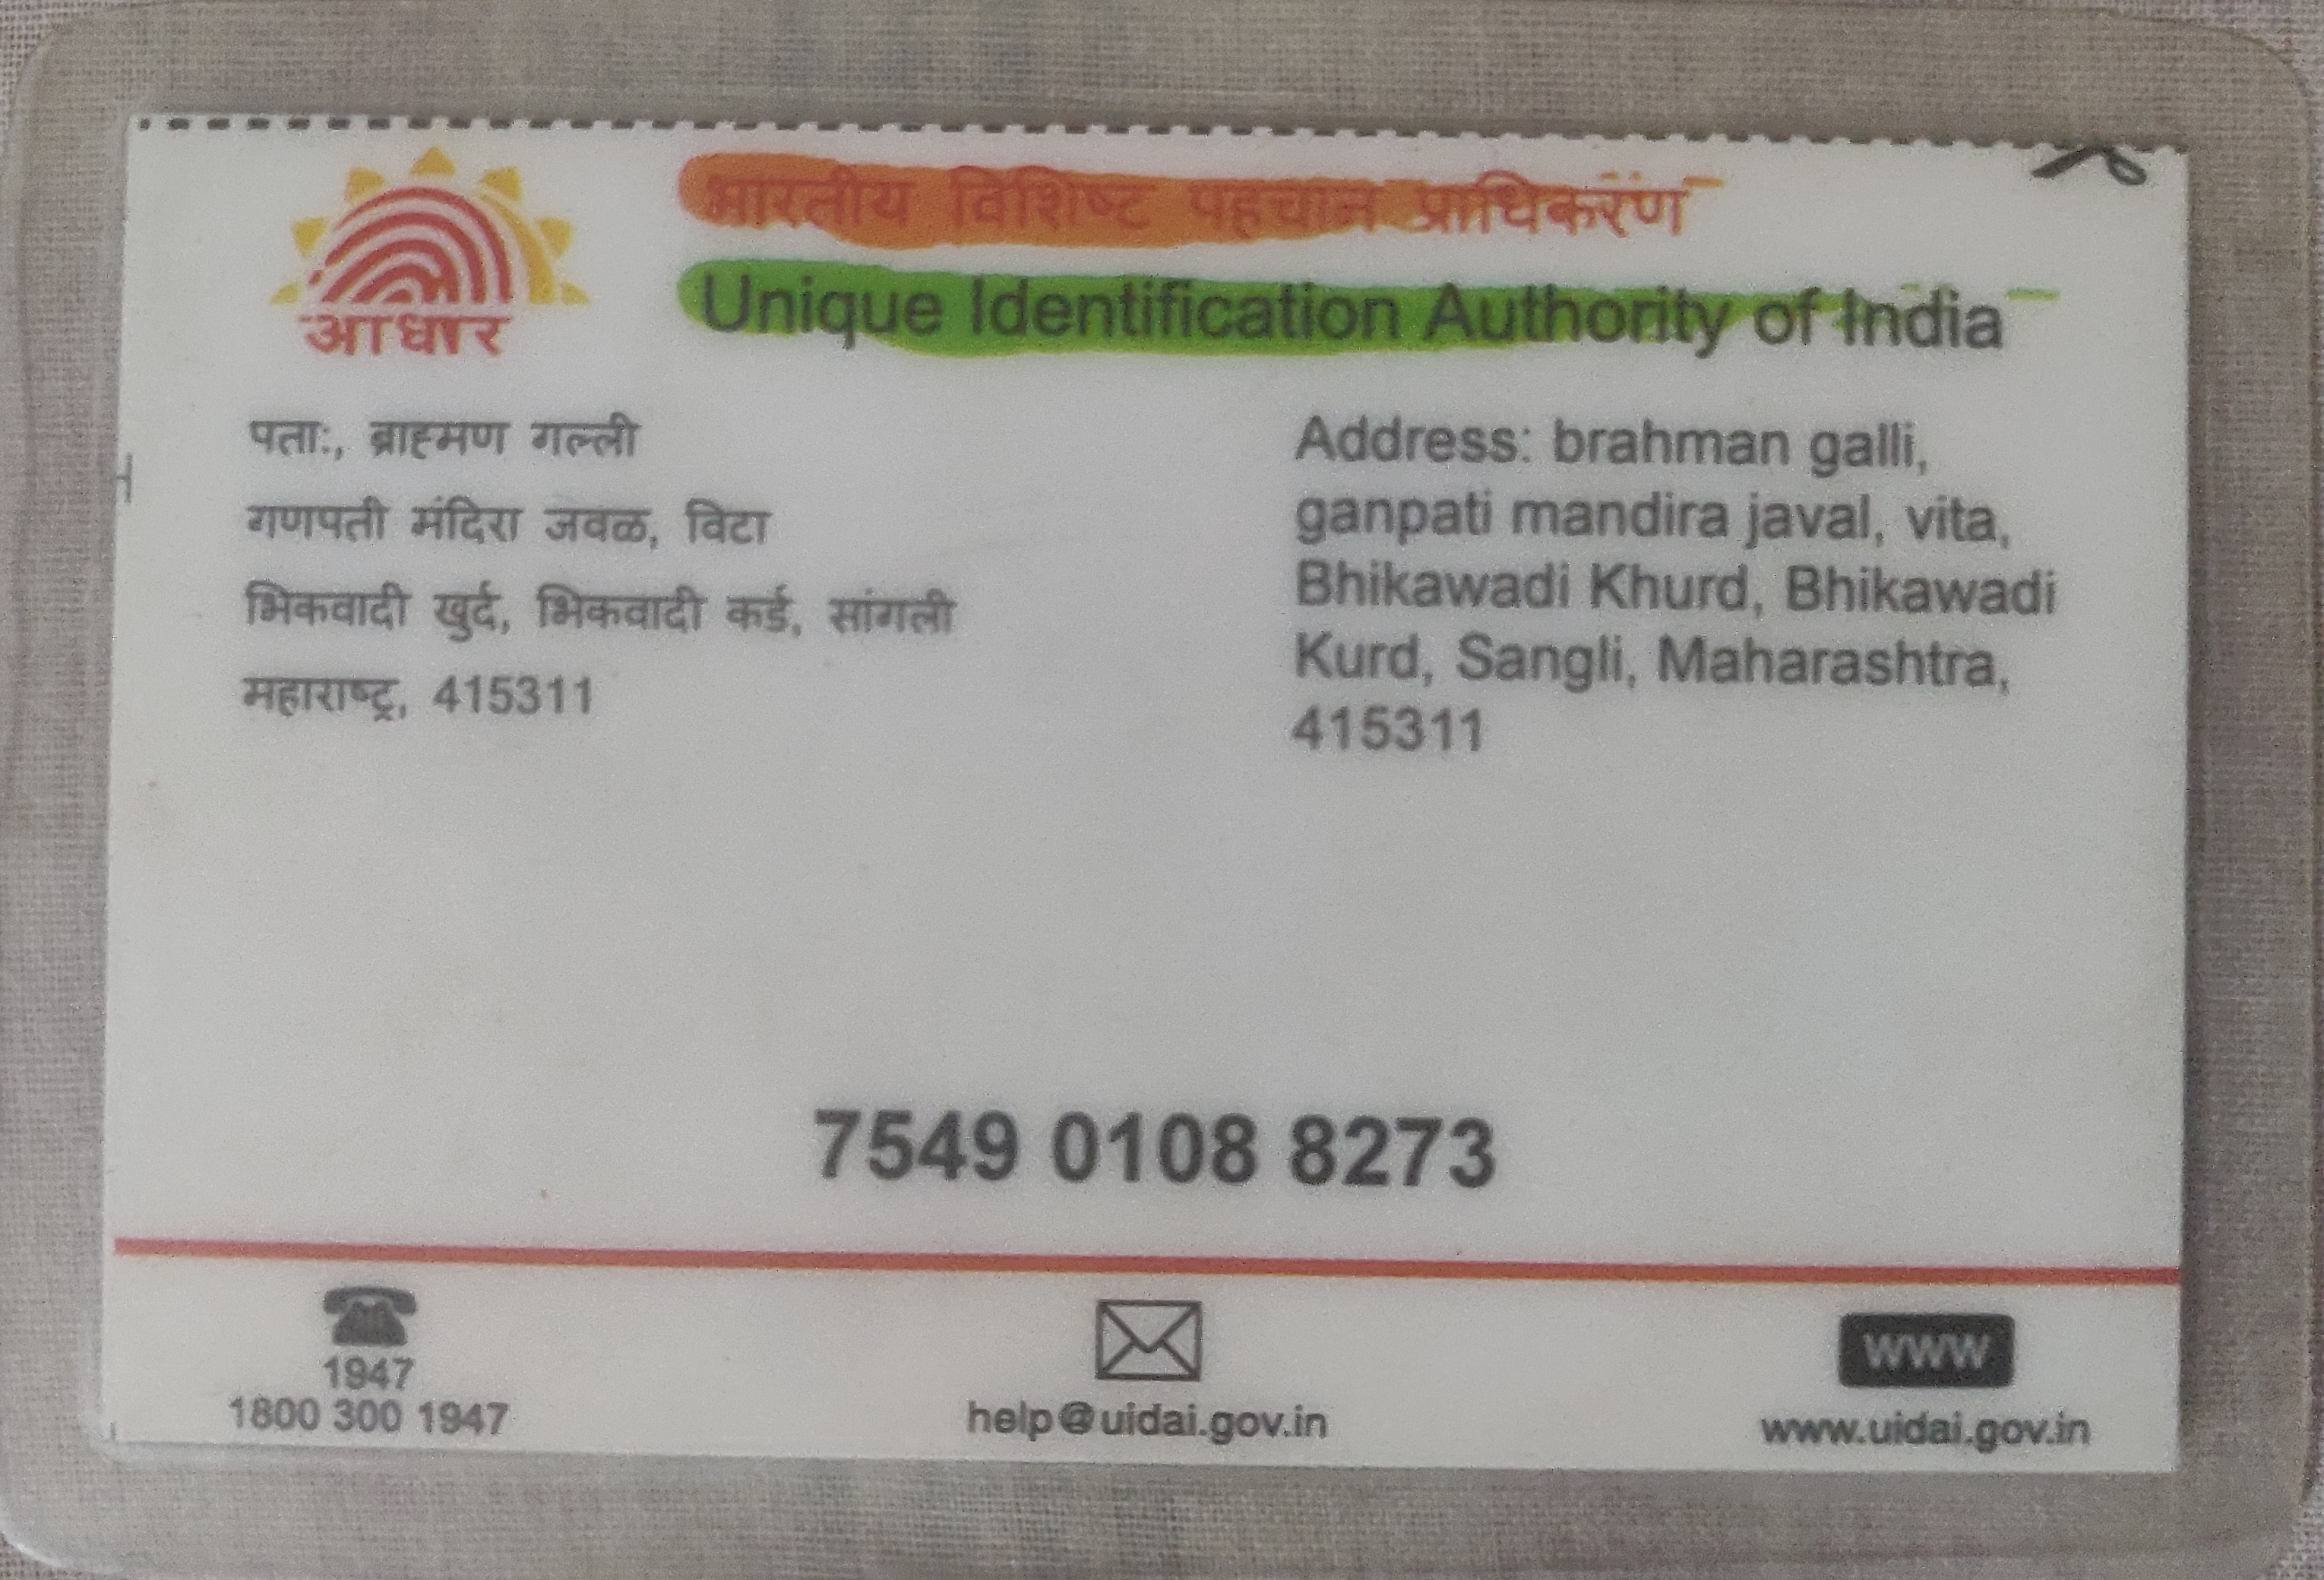 भारतीय विशिष्ट पहचान प्राधिकरण
Unique Identification Authority of India
आधार
पताः, ब्राह्मण गल्ली
गणपती मंदिरा जवळ, विटा
भिकवादी खुर्द, भिकवादी कर्ड, सांगली
महाराष्ट्र, 415311
Address: brahman galli,
ganpati mandira javal, vita,
Bhikawadi Khurd, Bhikawadi
Kurd, Sangli, Maharashtra,
415311
7549 0108 8273
1947
1800 300 1947
help@uidai.gov.in
www
www.uidai.gov.in